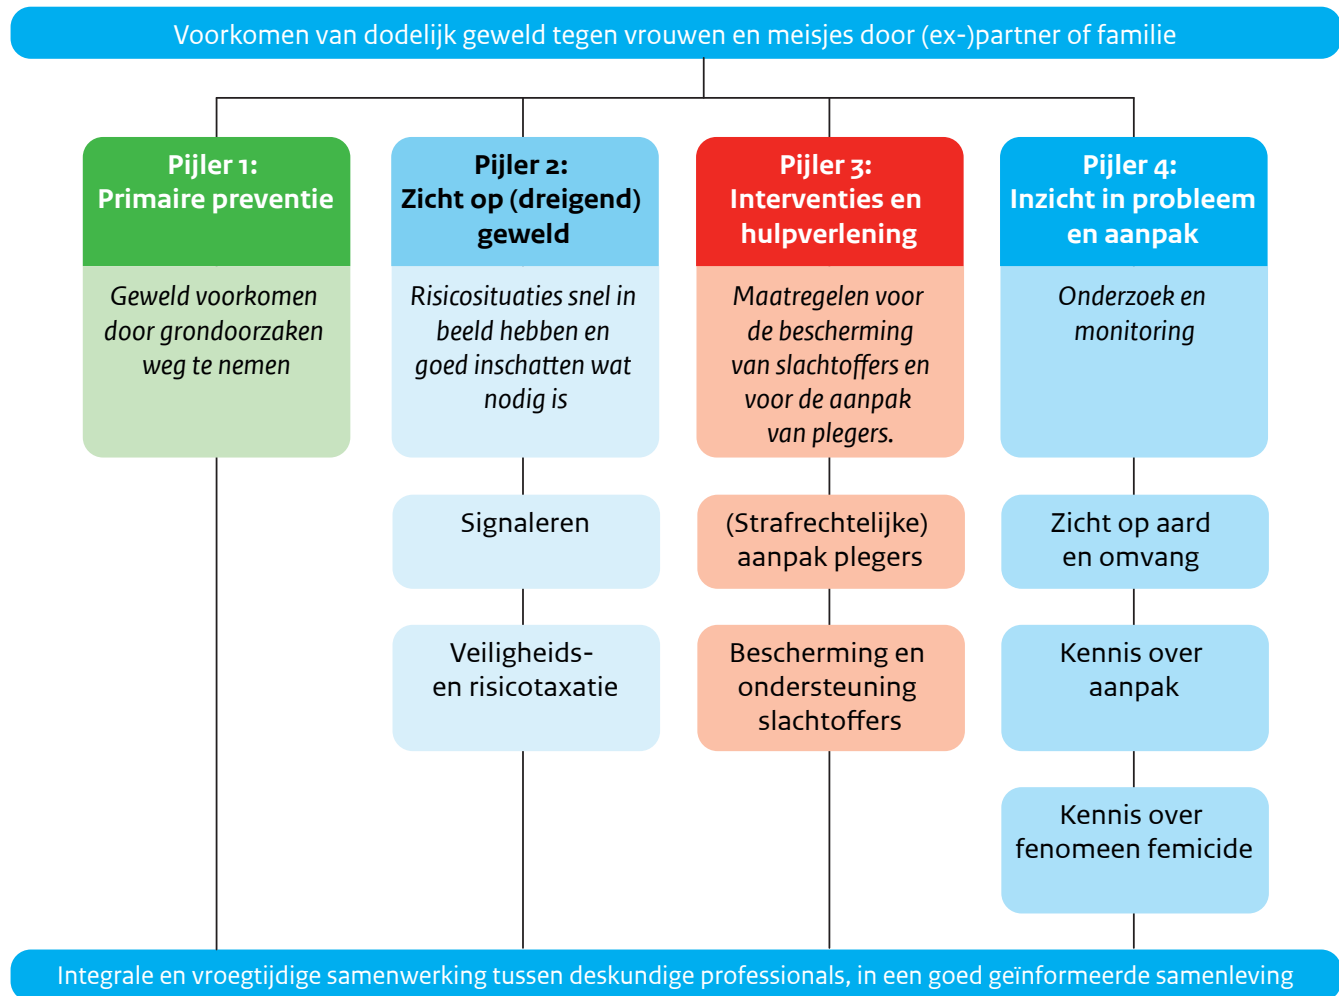 Voorkomen van dodelijk geweld tegen vrouwen en meisjes door (ex-)partner of familie
Pijler 1:
Primaire preventie
Geweld voorkomen
door grondoorzaken
weg te nemen
Pijler 2:
Zicht op (dreigend)
geweld
Risicosituaties snel in
beeld hebben en
goed inschatten wat
nodig is
Signaleren
Veiligheids-
en risicotaxatie
Pijler 3:
Interventies en
hulpverlening
Maatregelen voor
de bescherming
van slachtoffers en
voor de aanpak
van plegers.
(Strafrechtelijke)
aanpak plegers
Bescherming en
ondersteuning
slachtoffers
Pijler 4:
Inzicht in probleem
en aanpak
Onderzoek en
monitoring
Zicht op aard
en omvang
Kennis over
aanpak
Kennis over
fenomeen femicide
Integrale en vroegtijdige samenwerking tussen deskundige professionals, in een goed geïnformeerde samenleving